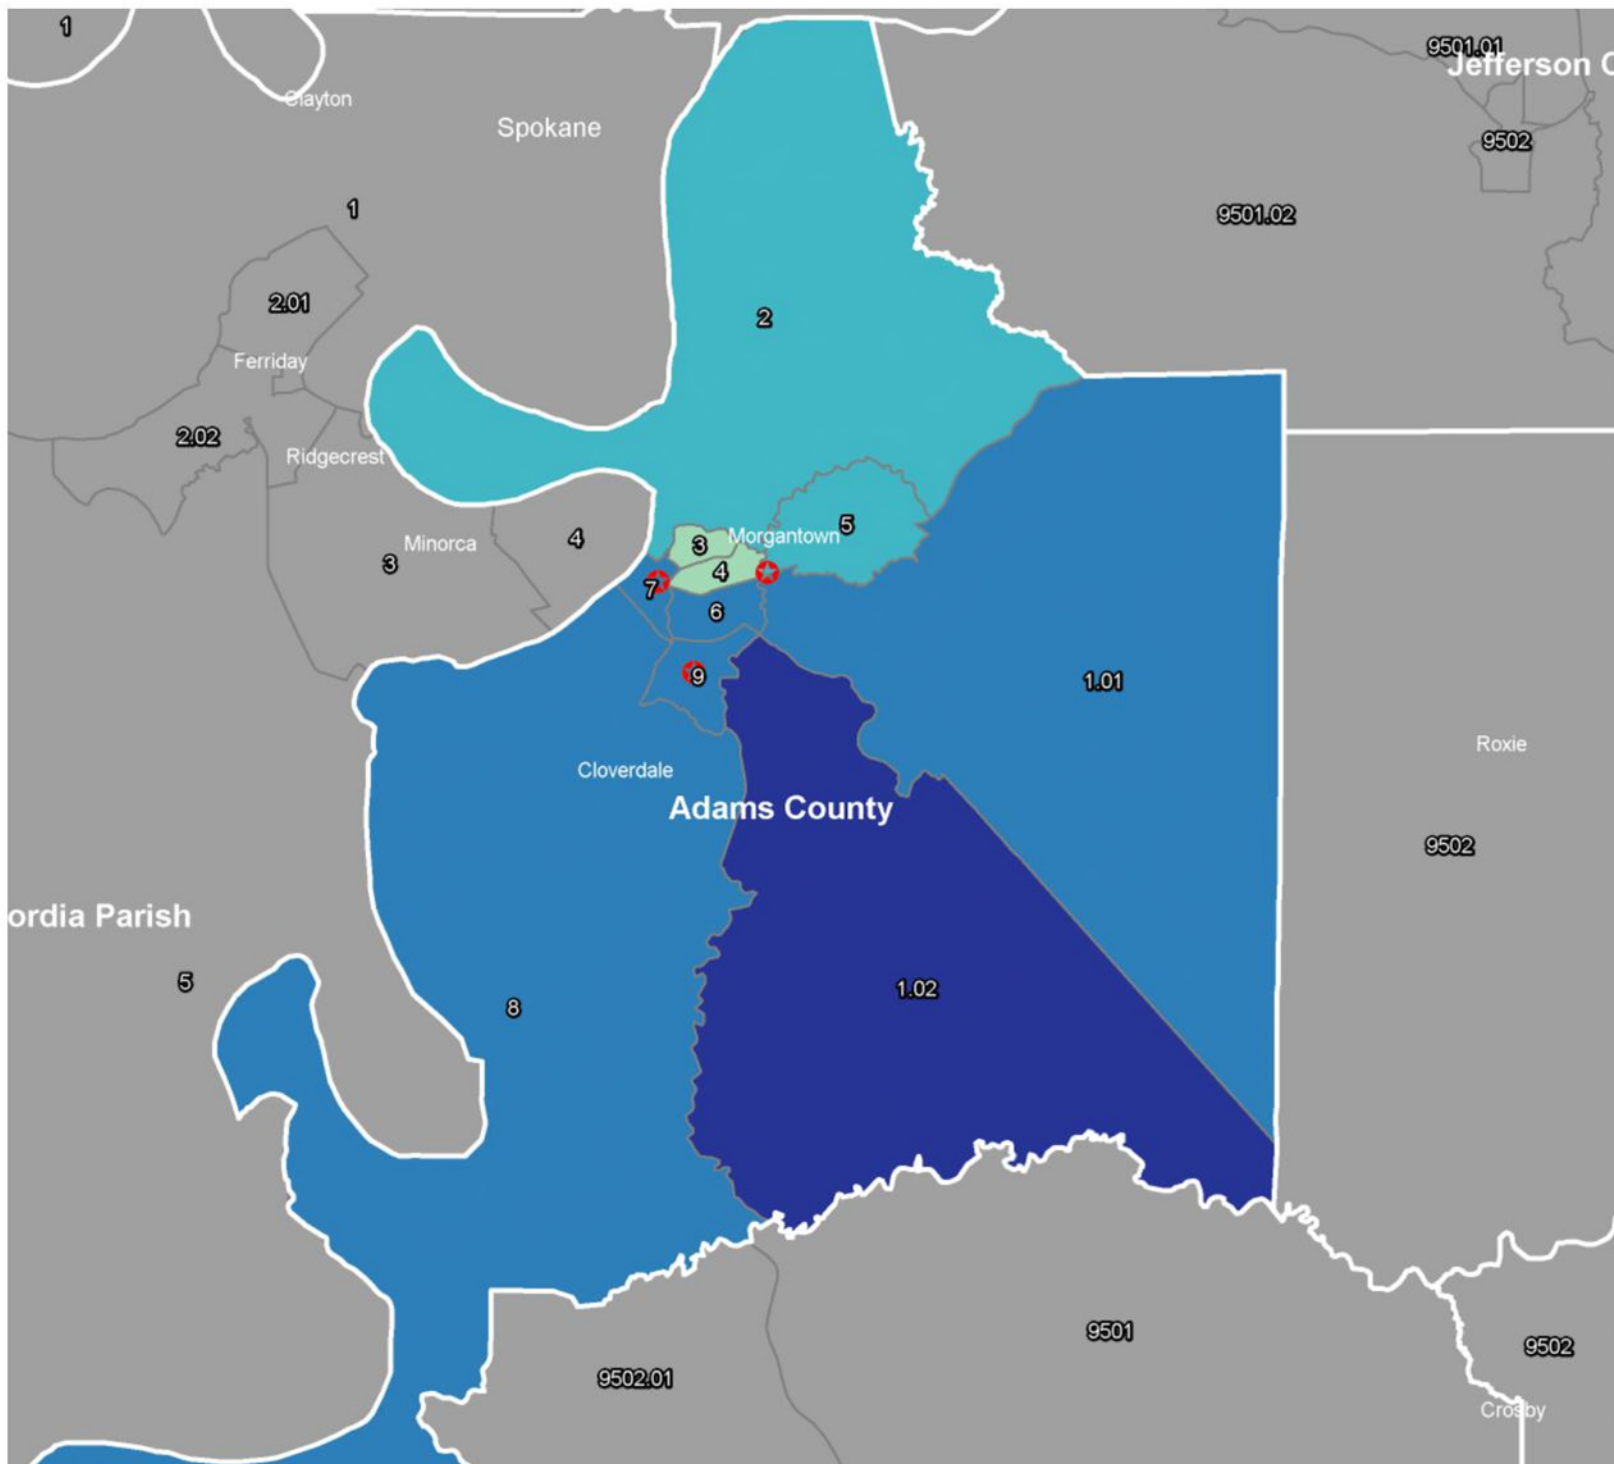 1
9501.01
Jefferson C
Clayton
Spokane
9502
1
9501.02
2.01
2
Ferriday
2.02
Ridgecrest
5
Morgantown
4
Minorca
3
3
4
7
6
9
1.01
Roxie
Cloverdale
Adams County
9502
ordia Parish
5
1.02
8
9501
9502
9502.01
Crosby